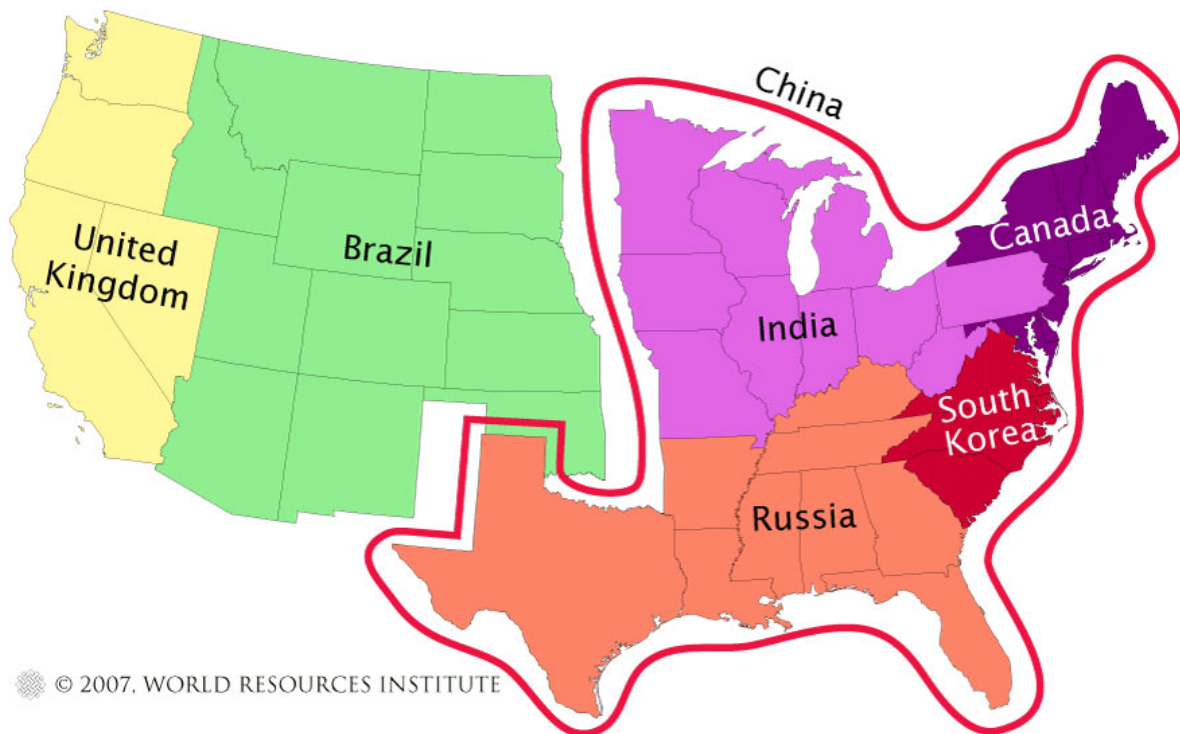 China
Canada
United
Kingdom
Brazil
India
South
Korea
Russia
© 2007, WORLD RESOURCES INSTITUTE